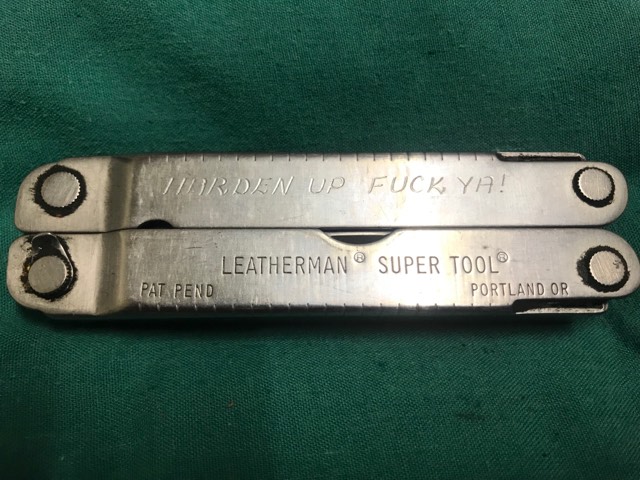 HARDEN UP FUCK YA!
LEATHERMAN® SUPER TOOL®
PAT. PEND PORTLAND OR